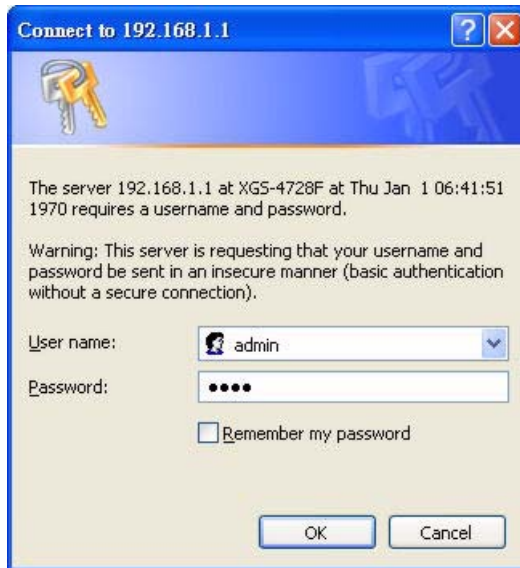 Connect to 192.168.1.1
The server 192.168.1.1 at XGS-4728F at Thu Jan 1 06:41:51
1970 requires a username and password.
Warning: This server is requesting that your username and
password be sent in an insecure manner (basic authentication
without a secure connection).
User name:
admin
Password:
••••
Remember my password
OK
Cancel